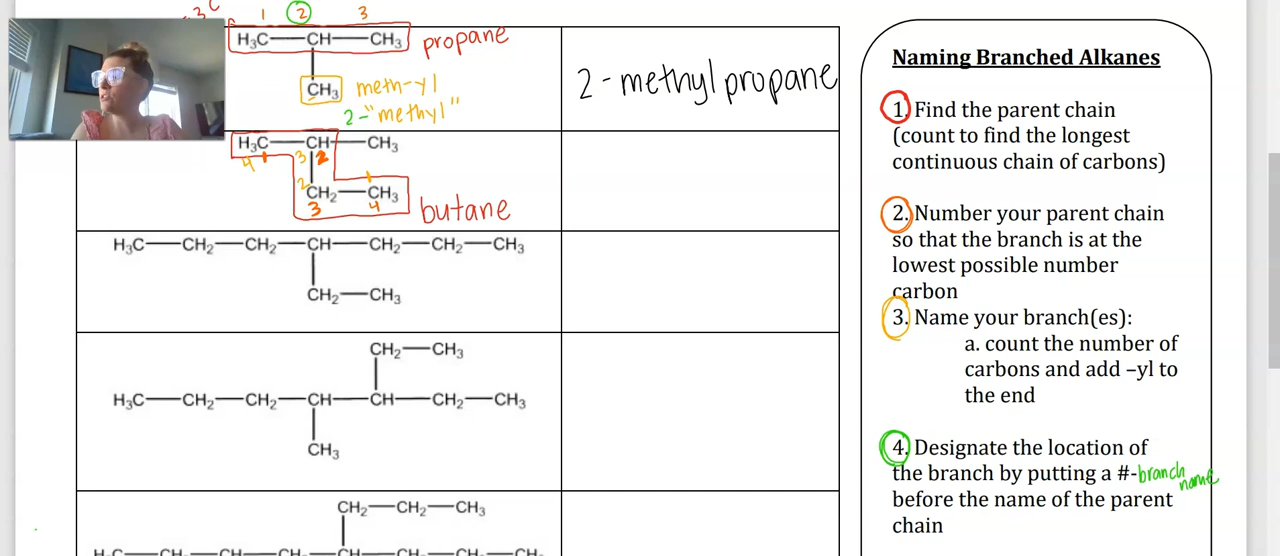 3C
1 2 3
H₃C—CH—CH₃ propane
CH₃ meth-yl
2-"methyl"
2-methylpropane
H₃C—CH—CH₃
4 3 2
2
CH₂—CH₃
3 4
butane
H₃C—CH₂—CH₂—CH—CH₂—CH₂—CH₃
CH₂—CH₃
CH₂—CH₃
H₃C—CH₂—CH₂—CH—CH—CH₂—CH₃
CH₃
CH₂—CH₂—CH₃
Naming Branched Alkanes
1. Find the parent chain
(count to find the longest
continuous chain of carbons)
2. Number your parent chain
so that the branch is at the
lowest possible number
carbon
3. Name your branch(es):
a. count the number of
carbons and add –yl to
the end
4. Designate the location of
the branch by putting a #-branch name
before the name of the parent
chain